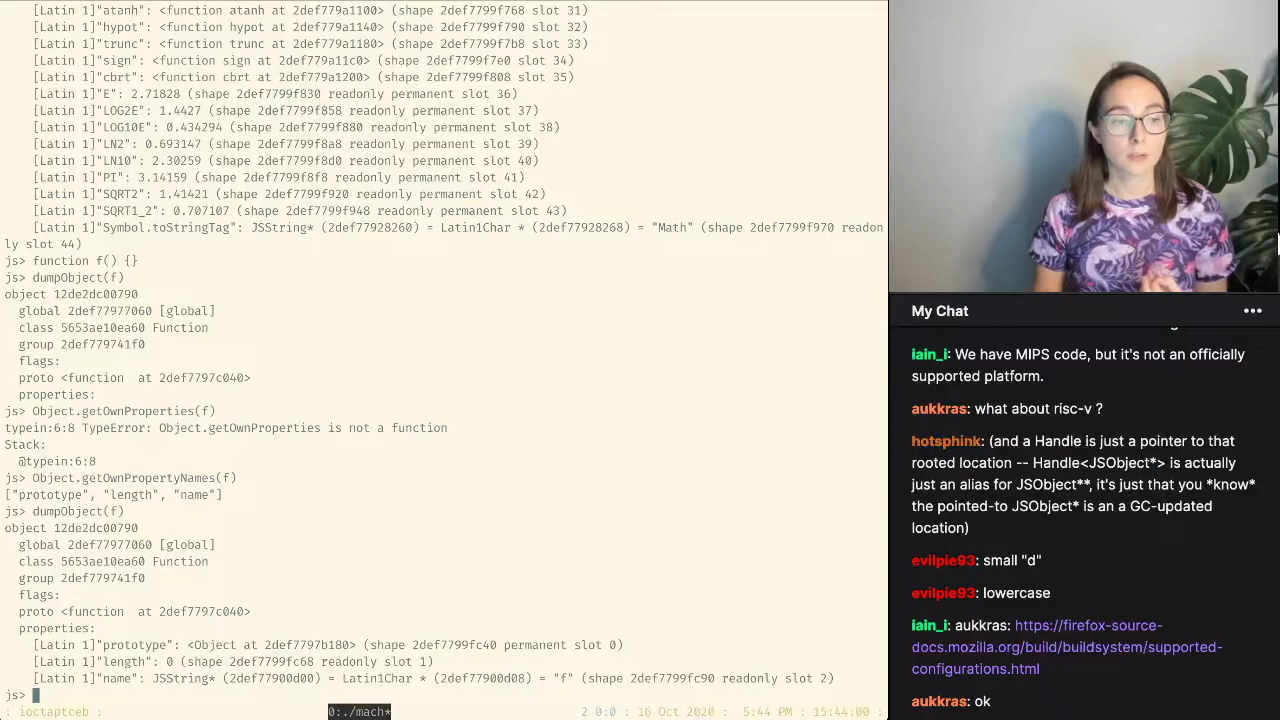 [Latin 1]"atanh": <function atanh at 2def779a1100> (shape 2def7799f768 slot 31)
[Latin 1]"hypot": <function hypot at 2def779a1140> (shape 2def7799f790 slot 32)
[Latin 1]"trunc": <function trunc at 2def779a1180> (shape 2def7799f7b8 slot 33)
[Latin 1]"sign": <function sign at 2def779a11c0> (shape 2def7799f7e0 slot 34)
[Latin 1]"cbrt": <function cbrt at 2def779a1200> (shape 2def7799f808 slot 35)
[Latin 1]"E": 2.71828 (shape 2def7799f830 readonly permanent slot 36)
[Latin 1]"LOG2E": 1.4427 (shape 2def7799f858 readonly permanent slot 37)
[Latin 1]"LOG10E": 0.434294 (shape 2def7799f880 readonly permanent slot 38)
[Latin 1]"LN2": 0.693147 (shape 2def7799f8a8 readonly permanent slot 39)
[Latin 1]"LN10": 2.30259 (shape 2def7799f8d0 readonly permanent slot 40)
[Latin 1]"PI": 3.14159 (shape 2def7799f8f8 readonly permanent slot 41)
[Latin 1]"SQRT2": 1.41421 (shape 2def7799f920 readonly permanent slot 42)
[Latin 1]"SQRT1_2": 0.707107 (shape 2def7799f948 readonly permanent slot 43)
[Latin 1]"Symbol.toStringTag": JSString* (2def77928260) = Latin1Char * (2def77928268) = "Math" (shape 2def7799f970 readon
ly slot 44)
js> function f() {}
js> dumpObject(f)
object 12de2dc00790
global 2def77977060 [global]
class 5653ae10ea60 Function
group 2def779741f0
flags:
proto <function  at 2def7797c040>
properties:
js> Object.getOwnProperties(f)
typein:6:8 TypeError: Object.getOwnProperties is not a function
Stack:
@typein:6:8
js> Object.getOwnPropertyNames(f)
["prototype", "length", "name"]
js> dumpObject(f)
object 12de2dc00790
global 2def77977060 [global]
class 5653ae10ea60 Function
group 2def779741f0
flags:
proto <function  at 2def7797c040>
properties:
[Latin 1]"prototype": <Object at 2def7797b180> (shape 2def7799fc40 permanent slot 0)
[Latin 1]"length": 0 (shape 2def7799fc68 readonly slot 1)
[Latin 1]"name": JSString* (2def77900d00) = Latin1Char * (2def77900d08) = "f" (shape 2def7799fc90 readonly slot 2)
js>
: ioctaptceb : 0:./mach* 2 0:0 : 16 Oct 2020 : 5:44 PM : 15:44:00 :
My Chat
iain_i: We have MIPS code, but it's not an officially
supported platform.
aukkras: what about risc-v ?
hotsphink: (and a Handle is just a pointer to that
rooted location -- Handle<JSObject*> is actually
just an alias for JSObject**, it's just that you *know*
the pointed-to JSObject* is an a GC-updated
location)
evilpie93: small "d"
evilpie93: lowercase
iain_i: aukkras: https://firefox-source-
docs.mozilla.org/build/buildsystem/supported-
configurations.html
aukkras: ok